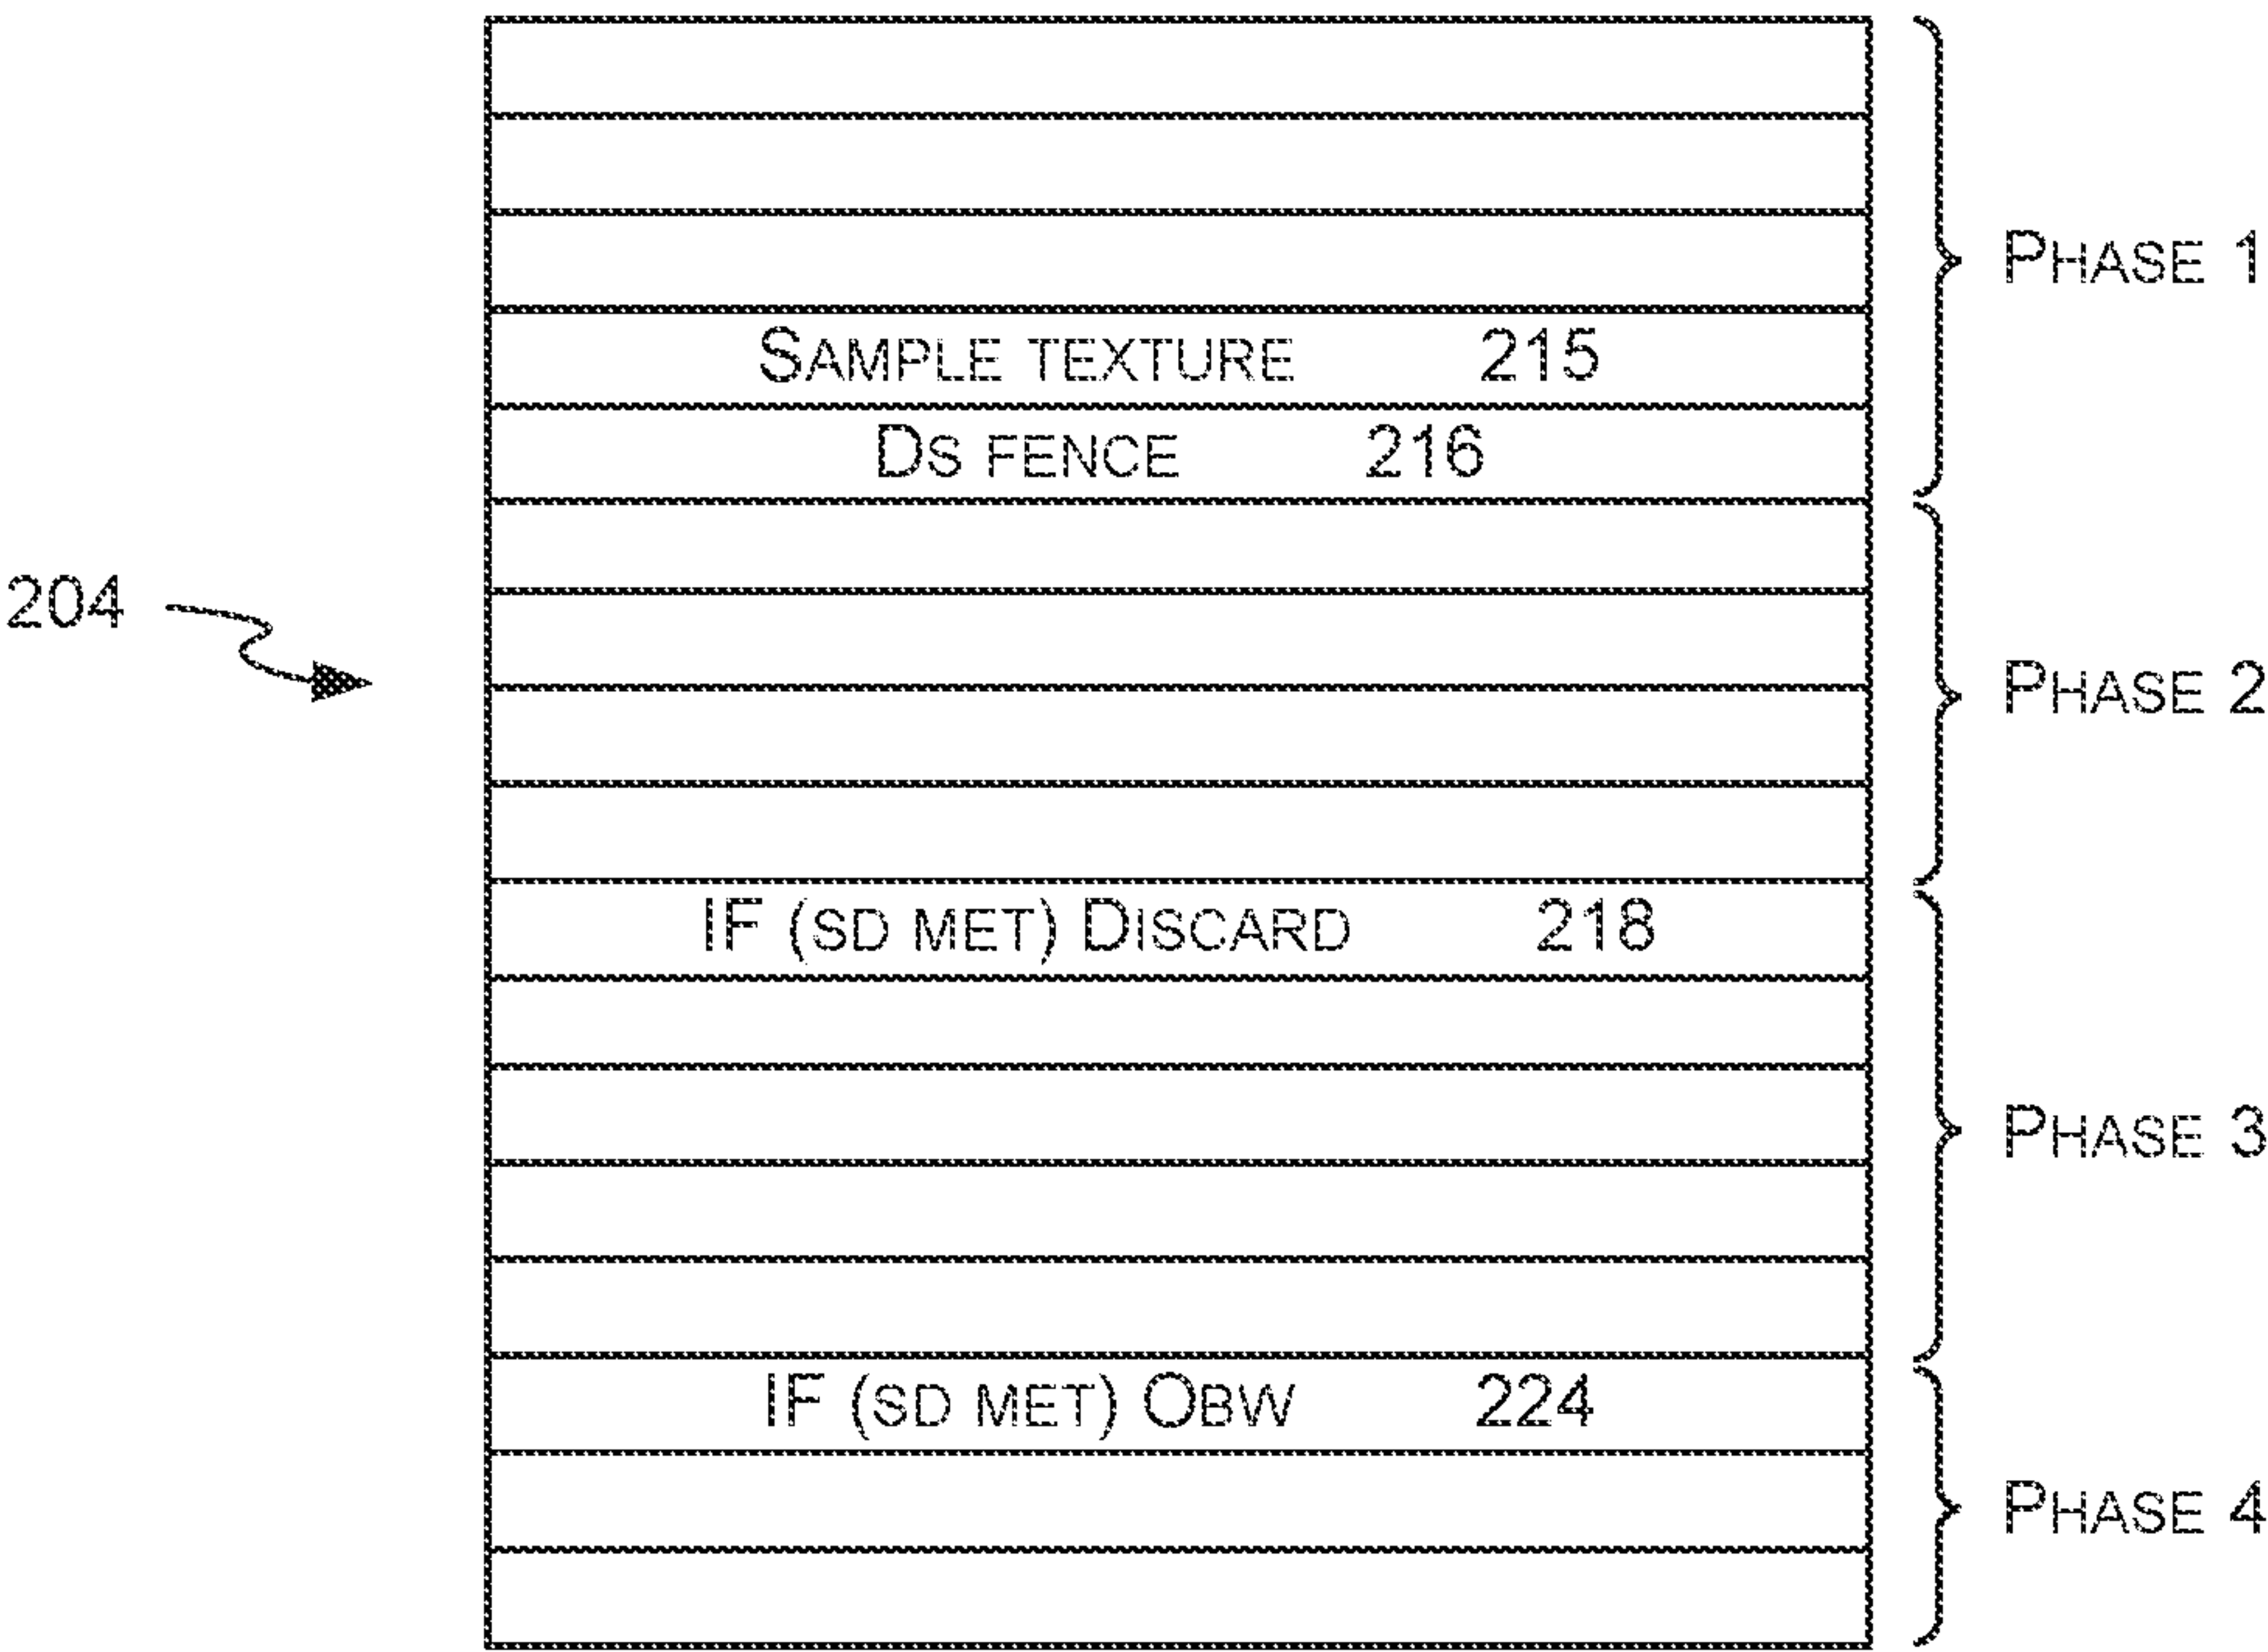 PHASE 1
SAMPLE TEXTURE 215
DS FENCE 216
204
PHASE 2
IF (SD MET) DISCARD 218
PHASE 3
IF (SD MET) OBW 224
PHASE 4